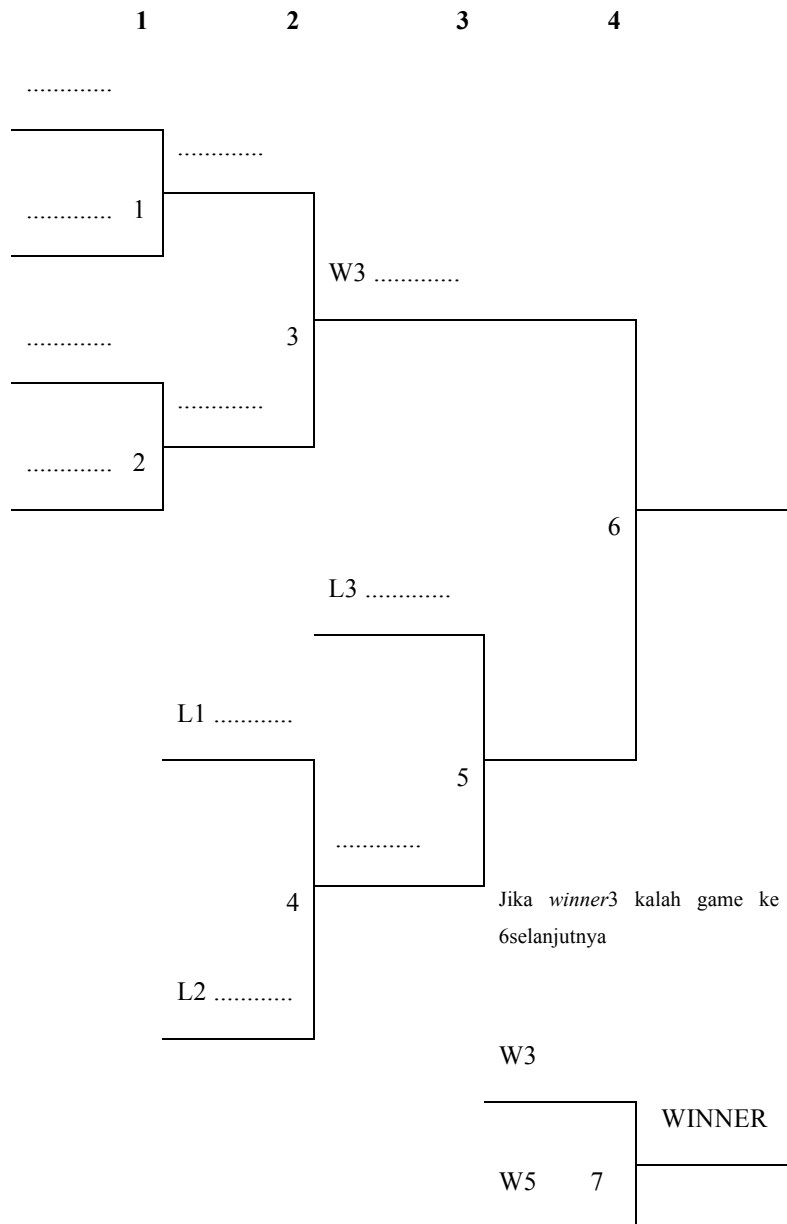 1 2 3 4
.............
.............
............. 1
W3 .............
.............
3
.............
............. 2
6
L3 .............
L1 ............
5
.............
4
Jika winner3 kalah game ke
6selanjutnya
L2 ............
W3
WINNER
W5 7